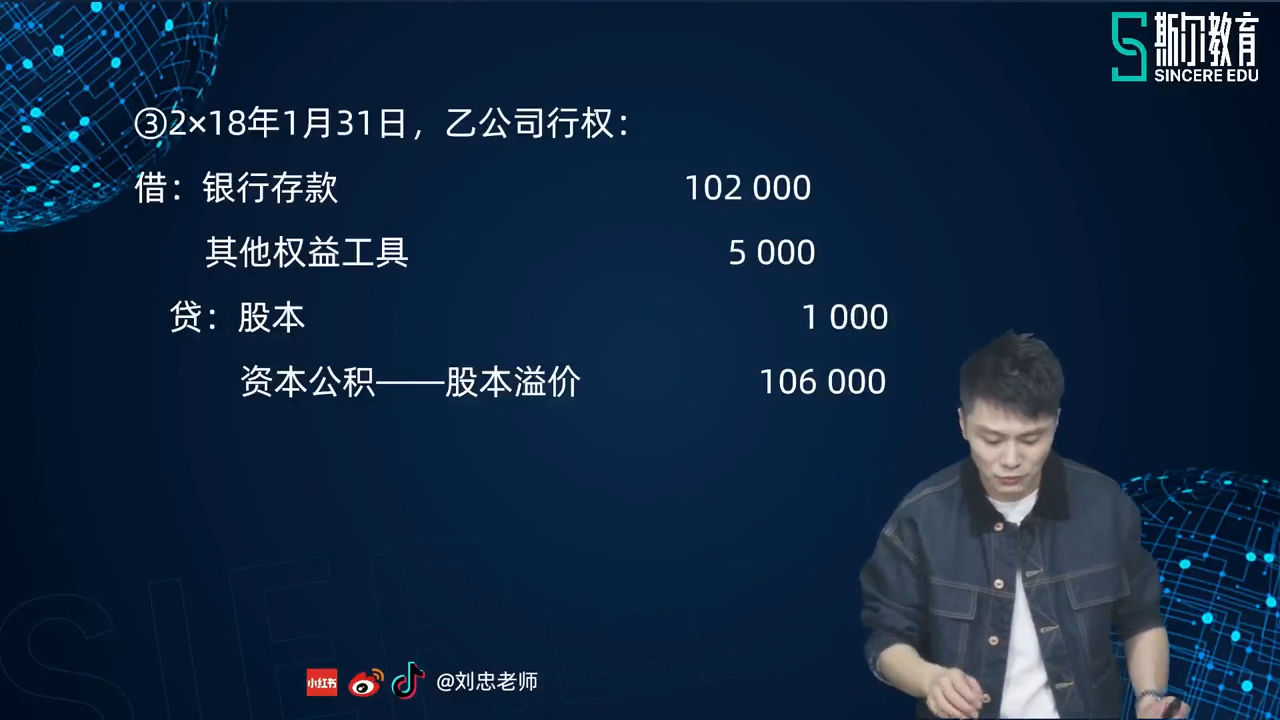 斯尔教育
SINCERE EDU
③2×18年1月31日，乙公司行权：
借：银行存款 102 000
其他权益工具 5 000
贷：股本 1 000
资本公积——股本溢价 106 000
小红书 @刘忠老师